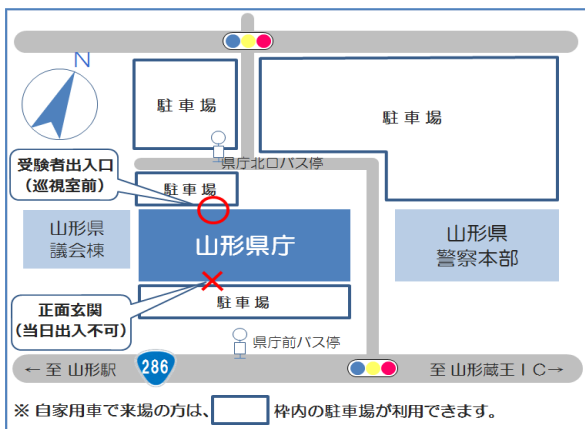 N
駐 車 場
駐 車 場
県庁北口バス停
受験者出入口
（巡視室前）
駐 車 場
山形県
議会棟
山形県庁
山形県
警察本部
正面玄関
（当日出入不可）
駐 車 場
県庁前バス停
← 至 山形駅
286
至 山形蔵王ＩＣ→
※ 自家用車で来場の方は、 枠内の駐車場が利用できます。